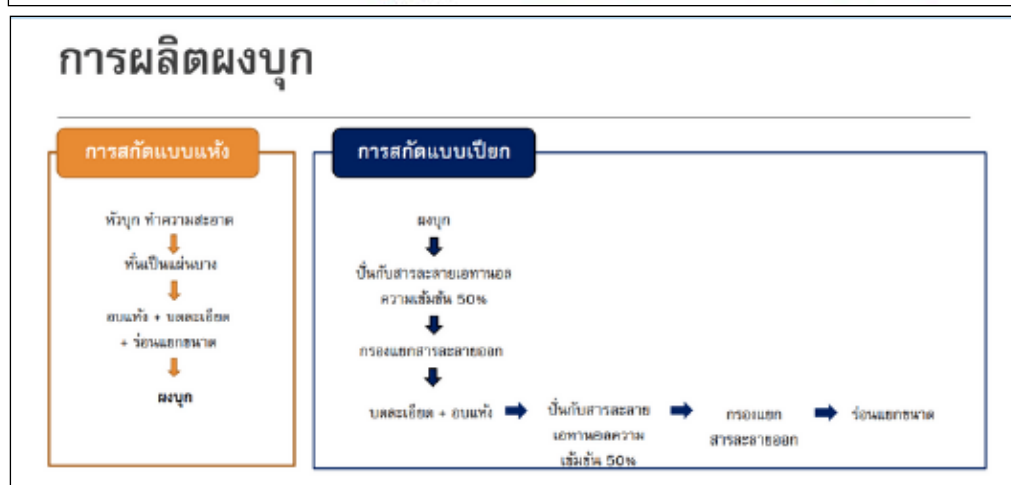 การผลิตผงบุก
การสกัดแบบแห้ง
หัวบุก ทำความสะอาด
หั่นเป็นแผ่นบาง
อบแห้ง + บดละเอียด
+ ร่อนแยกขนาด
ผงบุก
การสกัดแบบเปียก
ผงบุก
ปั่นกับสารละลายเอทานอล
ความเข้มข้น 50%
กรองแยกสารละลายออก
บดละเอียด + อบแห้ง
ปั่นกับสารละลาย
เอทานอลความ
เข้มข้น 50%
กรองแยก
สารละลายออก
ร่อนแยกขนาด